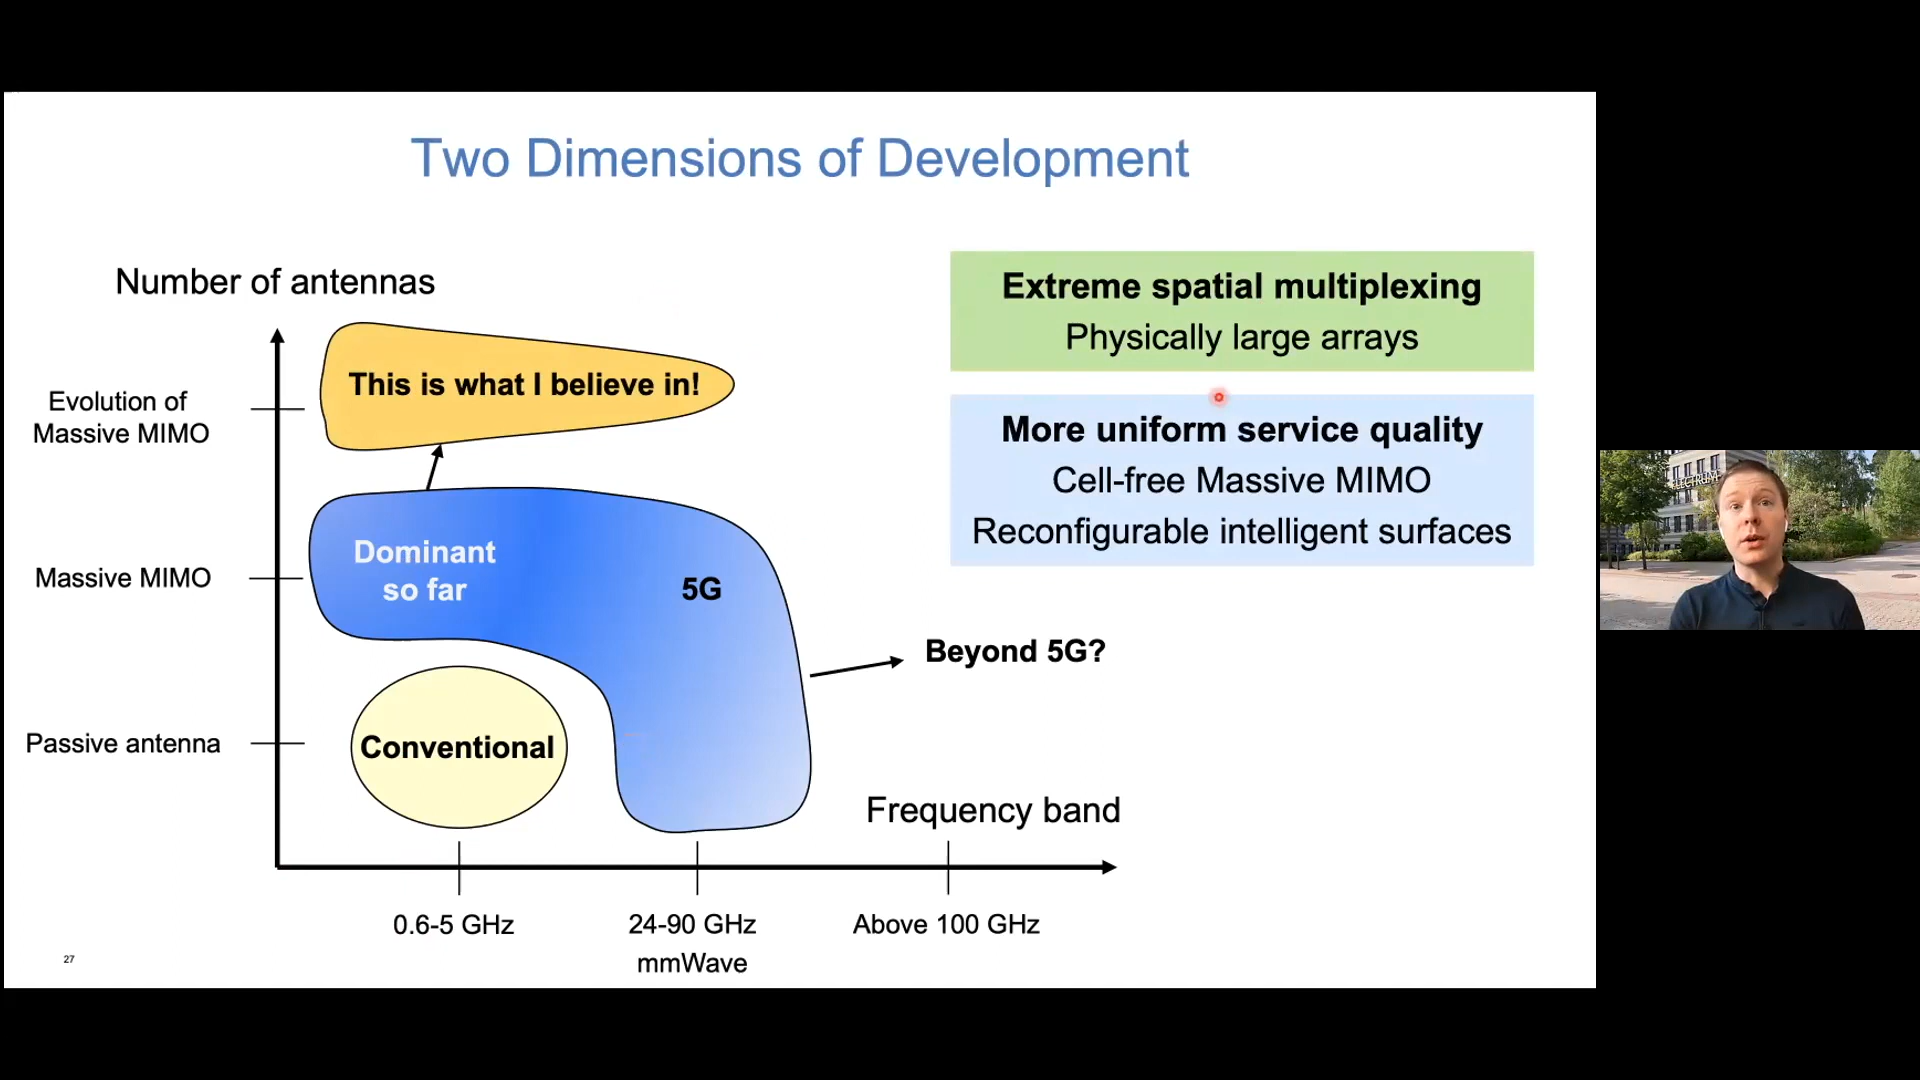 Two Dimensions of Development
Number of antennas
Evolution of
Massive MIMO
Massive MIMO
Passive antenna
This is what I believe in!
Dominant
so far
5G
Conventional
Beyond 5G?
Frequency band
0.6-5 GHz
24-90 GHz
mmWave
Above 100 GHz
Extreme spatial multiplexing
Physically large arrays
More uniform service quality
Cell-free Massive MIMO
Reconfigurable intelligent surfaces
27
ELECTRUM